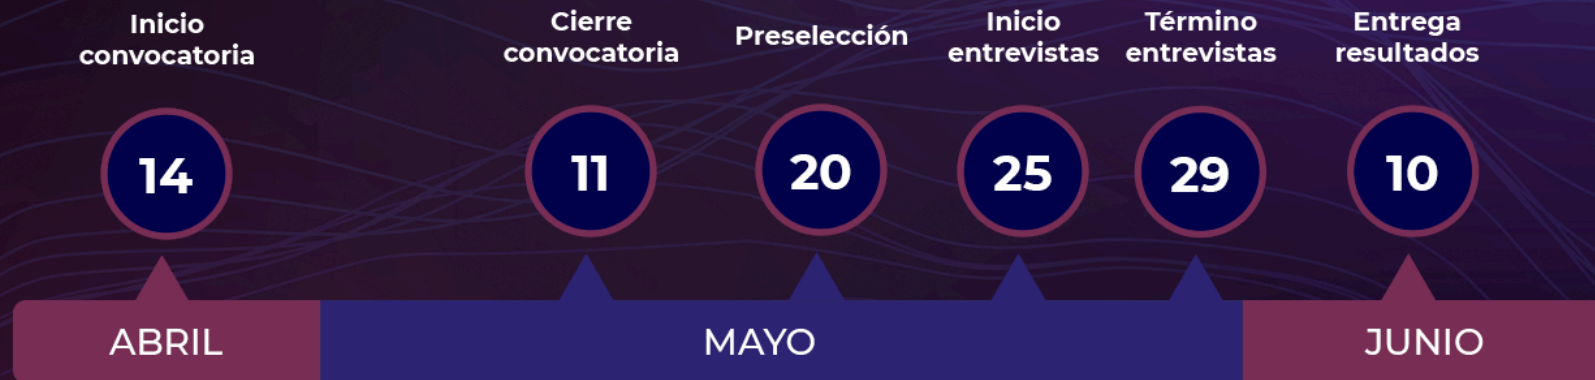 Inicio
convocatoria
Cierre
convocatoria
Preselección
Inicio
entrevistas
Término
entrevistas
Entrega
resultados
14
11
20
25
29
10
ABRIL
MAYO
JUNIO